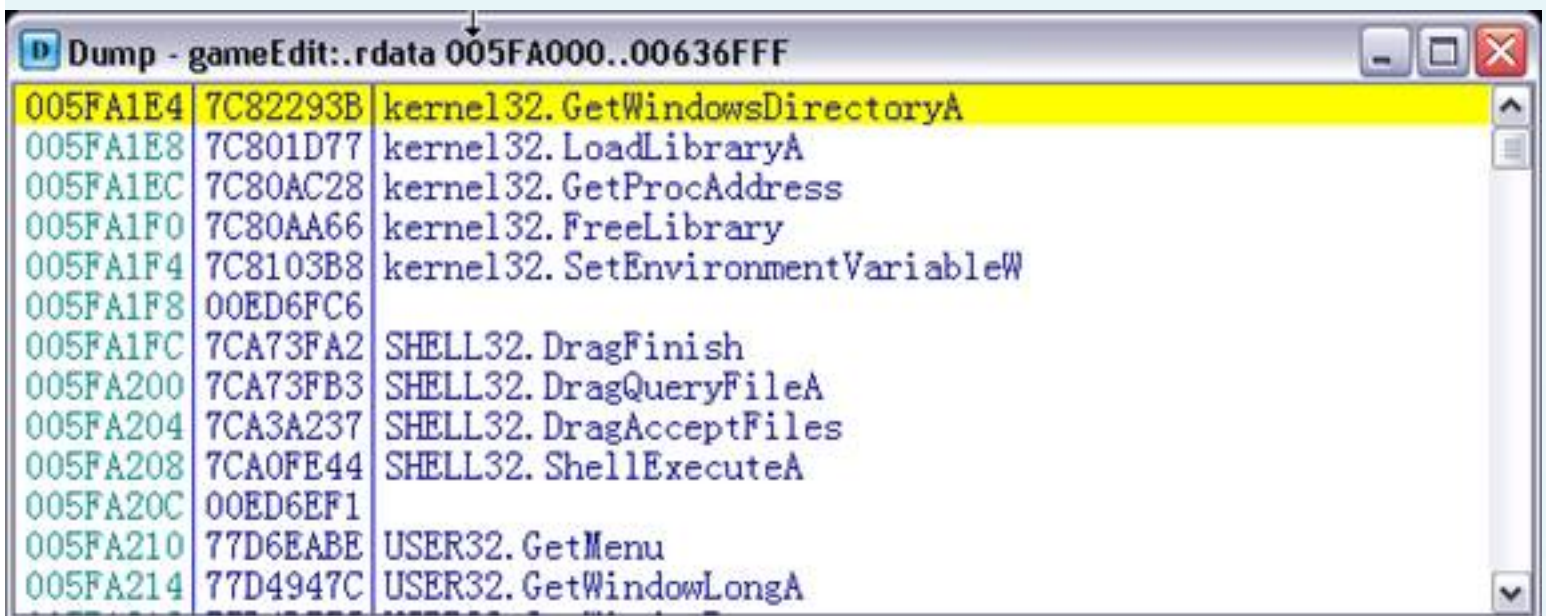 Dump - gameEdit:.rdata 005FA000..00636FFF
005FA1E4 7C82293B kernel32.GetWindowsDirectoryA
005FA1E8 7C801D77 kernel32.LoadLibraryA
005FA1EC 7C80AC28 kernel32.GetProcAddress
005FA1F0 7C80AA66 kernel32.FreeLibrary
005FA1F4 7C8103B8 kernel32.SetEnvironmentVariableW
005FA1F8 00ED6FC6
005FA1FC 7CA73FA2 SHELL32.DragFinish
005FA200 7CA73FB3 SHELL32.DragQueryFileA
005FA204 7CA3A237 SHELL32.DragAcceptFiles
005FA208 7CA0FE44 SHELL32.ShellExecuteA
005FA20C 00ED6EF1
005FA210 77D6EABE USER32.GetMenu
005FA214 77D4947C USER32.GetWindowLongA